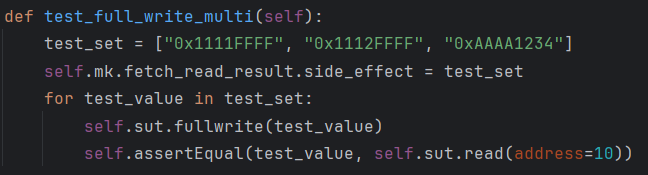 def test_full_write_multi(self):
    test_set = ["0x1111FFFF", "0x1112FFFF", "0xAAAA1234"]
    self.mk.fetch_read_result.side_effect = test_set
    for test_value in test_set:
        self.sut.fullwrite(test_value)
        self.assertEqual(test_value, self.sut.read(address=10))